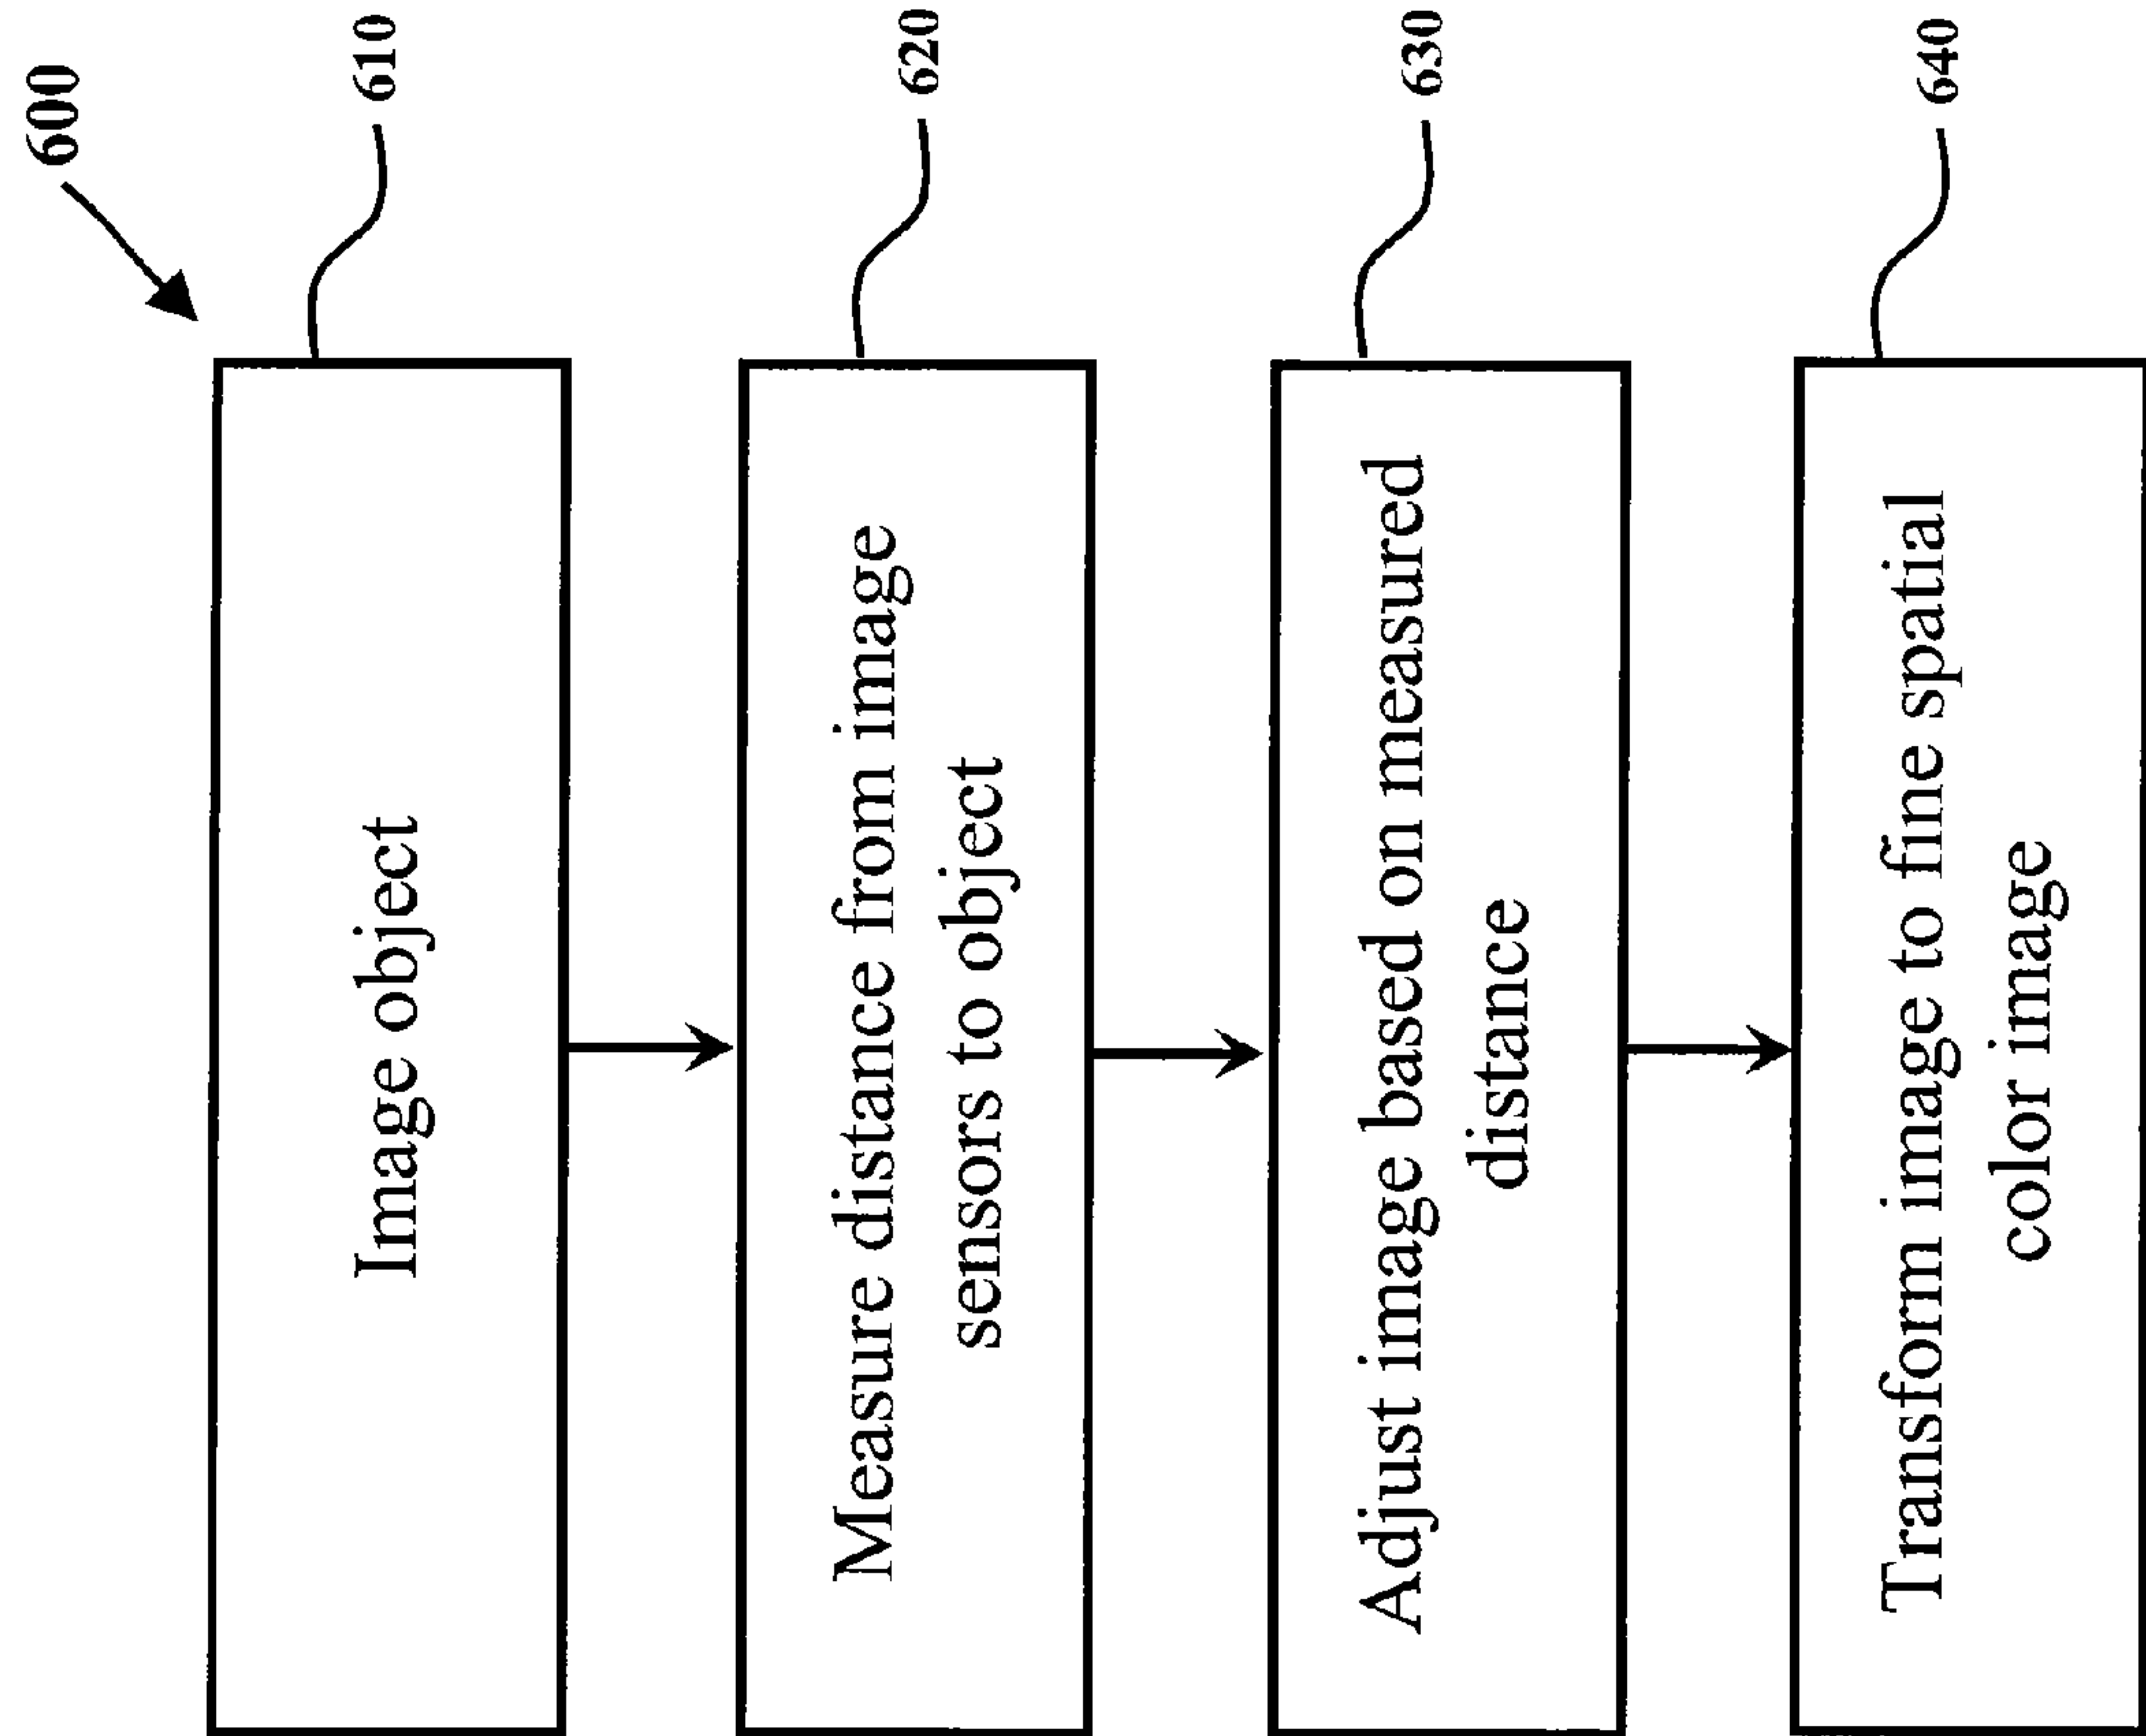 600
Image object
610
Measure distance from image
sensors to object
620
Adjust image based on measured
distance
630
Transform image to fine spatial
color image
640